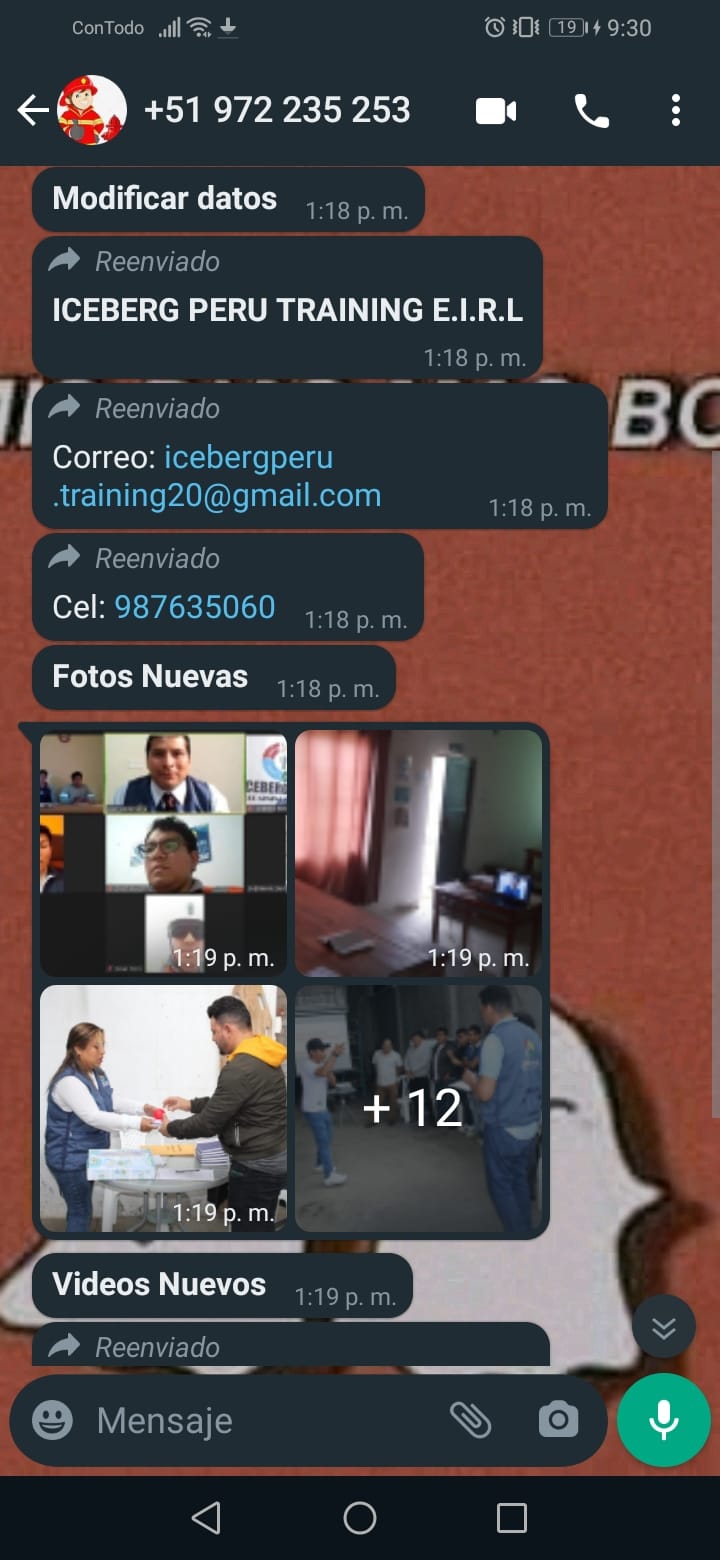 ConTodo
19
9:30
+51 972 235 253
Modificar datos
1:18 p. m.
Reenviado
ICEBERG PERU TRAINING E.I.R.L
1:18 p. m.
BO
Reenviado
Correo: icebergperu
.training20@gmail.com
1:18 p. m.
Reenviado
Cel: 987635060
1:18 p. m.
Fotos Nuevas
1:18 p. m.
1:19 p. m.
1:19 p. m.
1:19 p. m.
+ 12
Videos Nuevos
1:19 p. m.
Reenviado
Mensaje